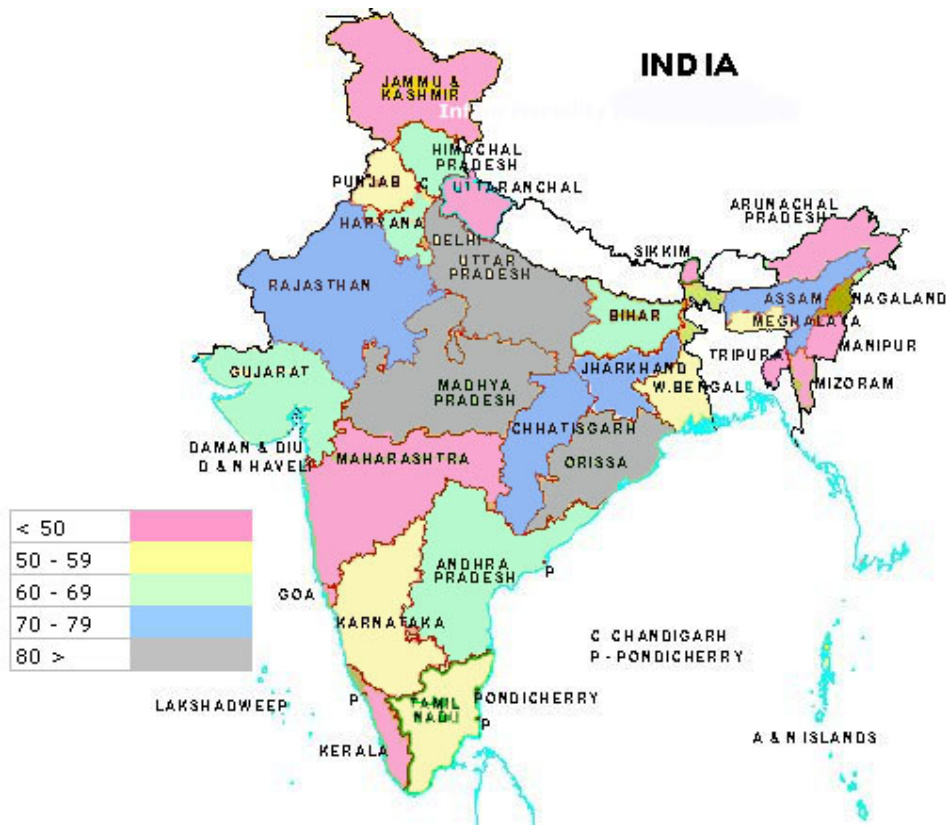 INDIA
JAMMU &
KASHMIR
HIMACHAL
PRADESH
PUNJAB
C
UTTARANCHAL
ARUNACHAL
PRADESH
HARYANA
DELHI
UTTAR
PRADESH
SIKKIM
RAJASTHAN
ASSAM
NAGALAND
BIHAR
MEGHALAYA
MANIPUR
GUJARAT
JHARKHAND
TRIPURA
MIZORAM
MADHYA
PRADESH
W.BENGAL
CHHATISGARH
DAMAN & DIU
D & N HAVELI
MAHARASHTRA
ORISSA
< 50
50 - 59
60 - 69
70 - 79
80 >
ANDHRA
PRADESH
P
GOA
KARNATAKA
C CHANDIGARH
P - PONDICHERRY
LAKSHADWEEP
P
TAMIL
NADU
PONDICHERRY
P
KERALA
A & N ISLANDS